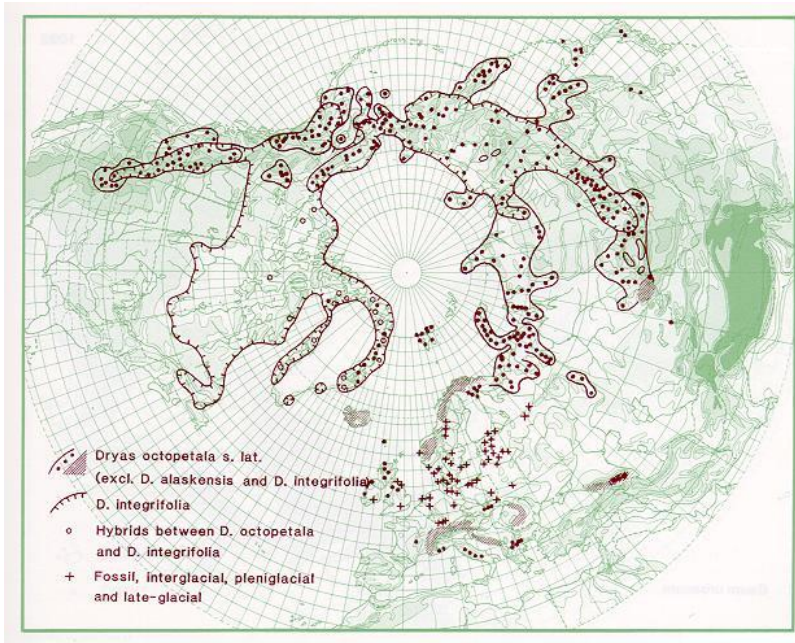 Dryas octopetala s. lat.
(excl. D. alaskensis and D. integrifolia)
D. integrifolia
Hybrids between D. octopetala
and D. integrifolia
Fossil, interglacial, pleniglacial
and late-glacial